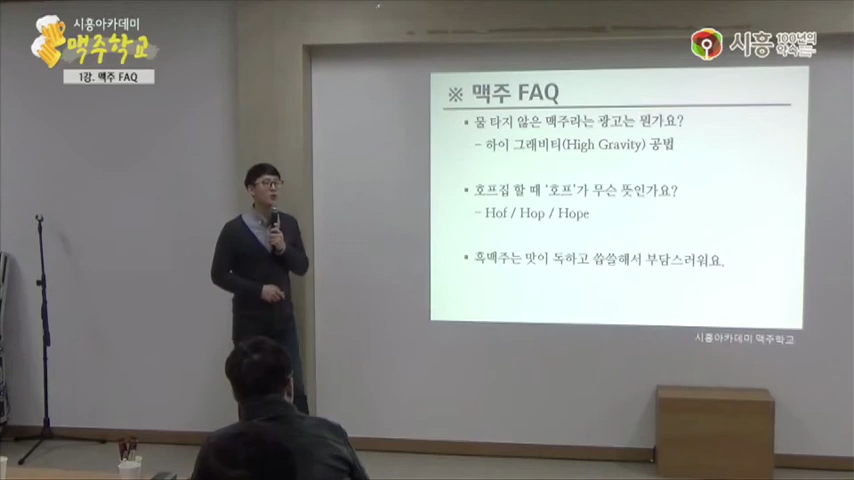 시흥아카데미
맥주학교
1강. 맥주 FAQ
시흥 100년의 약속
※ 맥주 FAQ
▪ 물 타지 않은 맥주라는 광고는 뭔가요?
- 하이 그래비티(High Gravity) 공법
▪ 호프집 할 때 '호프'가 무슨 뜻인가요?
- Hof / Hop / Hope
▪ 흑맥주는 맛이 독하고 씁쓸해서 부담스러워요.
시흥아카데미 맥주학교